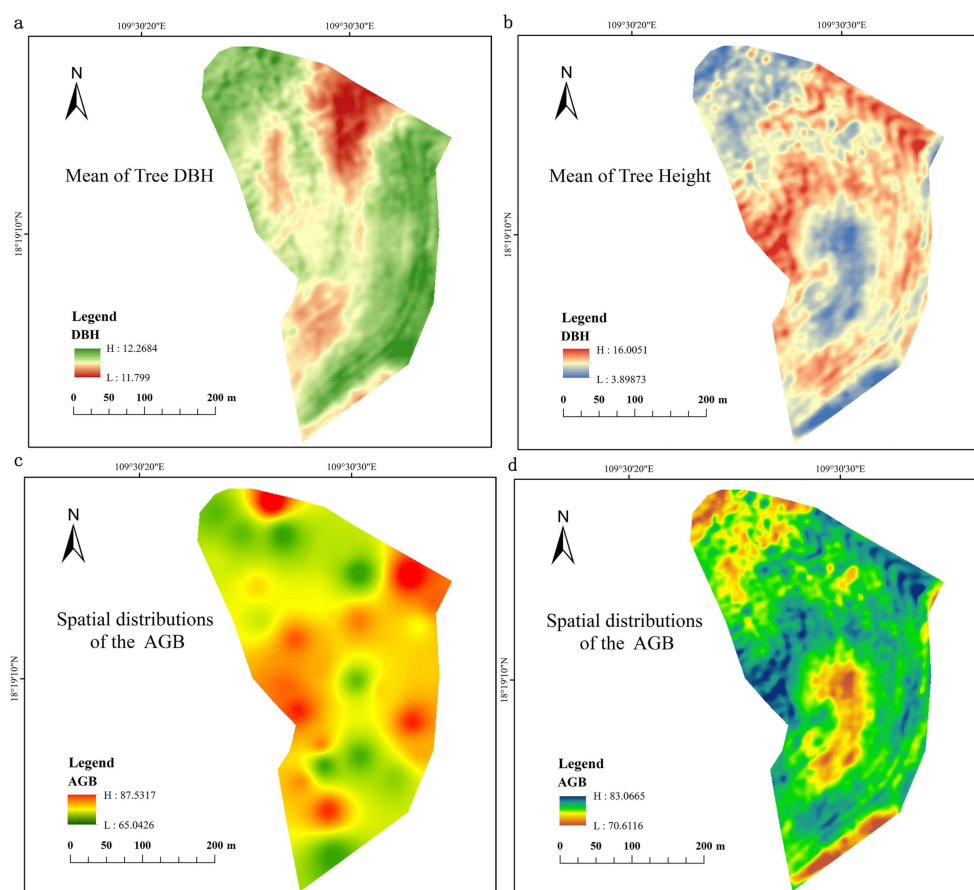 a
109°30'20"E
109°30'30"E
N
Mean of Tree DBH
18°19'10"N
Legend
DBH
H : 12.2684
L : 11.799
0 50 100 200 m
b
109°30'20"E
109°30'30"E
N
Mean of Tree Height
18°19'10"N
Legend
DBH
H : 16.0051
L : 3.89873
0 50 100 200 m
c
109°30'20"E
109°30'30"E
N
Spatial distributions
of the AGB
18°19'10"N
Legend
AGB
H : 87.5317
L : 65.0426
0 50 100 200 m
d
109°30'20"E
109°30'30"E
N
Spatial distributions
of the AGB
18°19'10"N
Legend
AGB
H : 83.0665
L : 70.6116
0 50 100 200 m